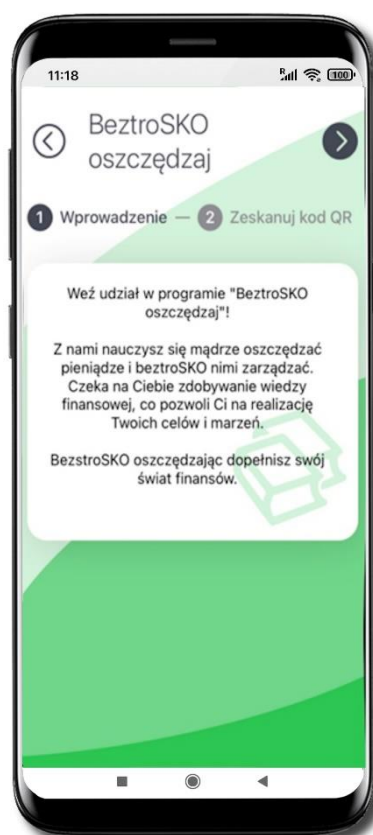 11:18
R
100
BeztroSKO
oszczędzaj
1 Wprowadzenie — 2 Zeskanuj kod QR
Weź udział w programie "BeztroSKO
oszczędzaj"!
Z nami nauczysz się mądrze oszczędzać
pieniądze i beztroSKO nimi zarządzać.
Czeka na Ciebie zdobywanie wiedzy
finansowej, co pozwoli Ci na realizację
Twoich celów i marzeń.
BezstroSKO oszczędzając dopełnisz swój
świat finansów.